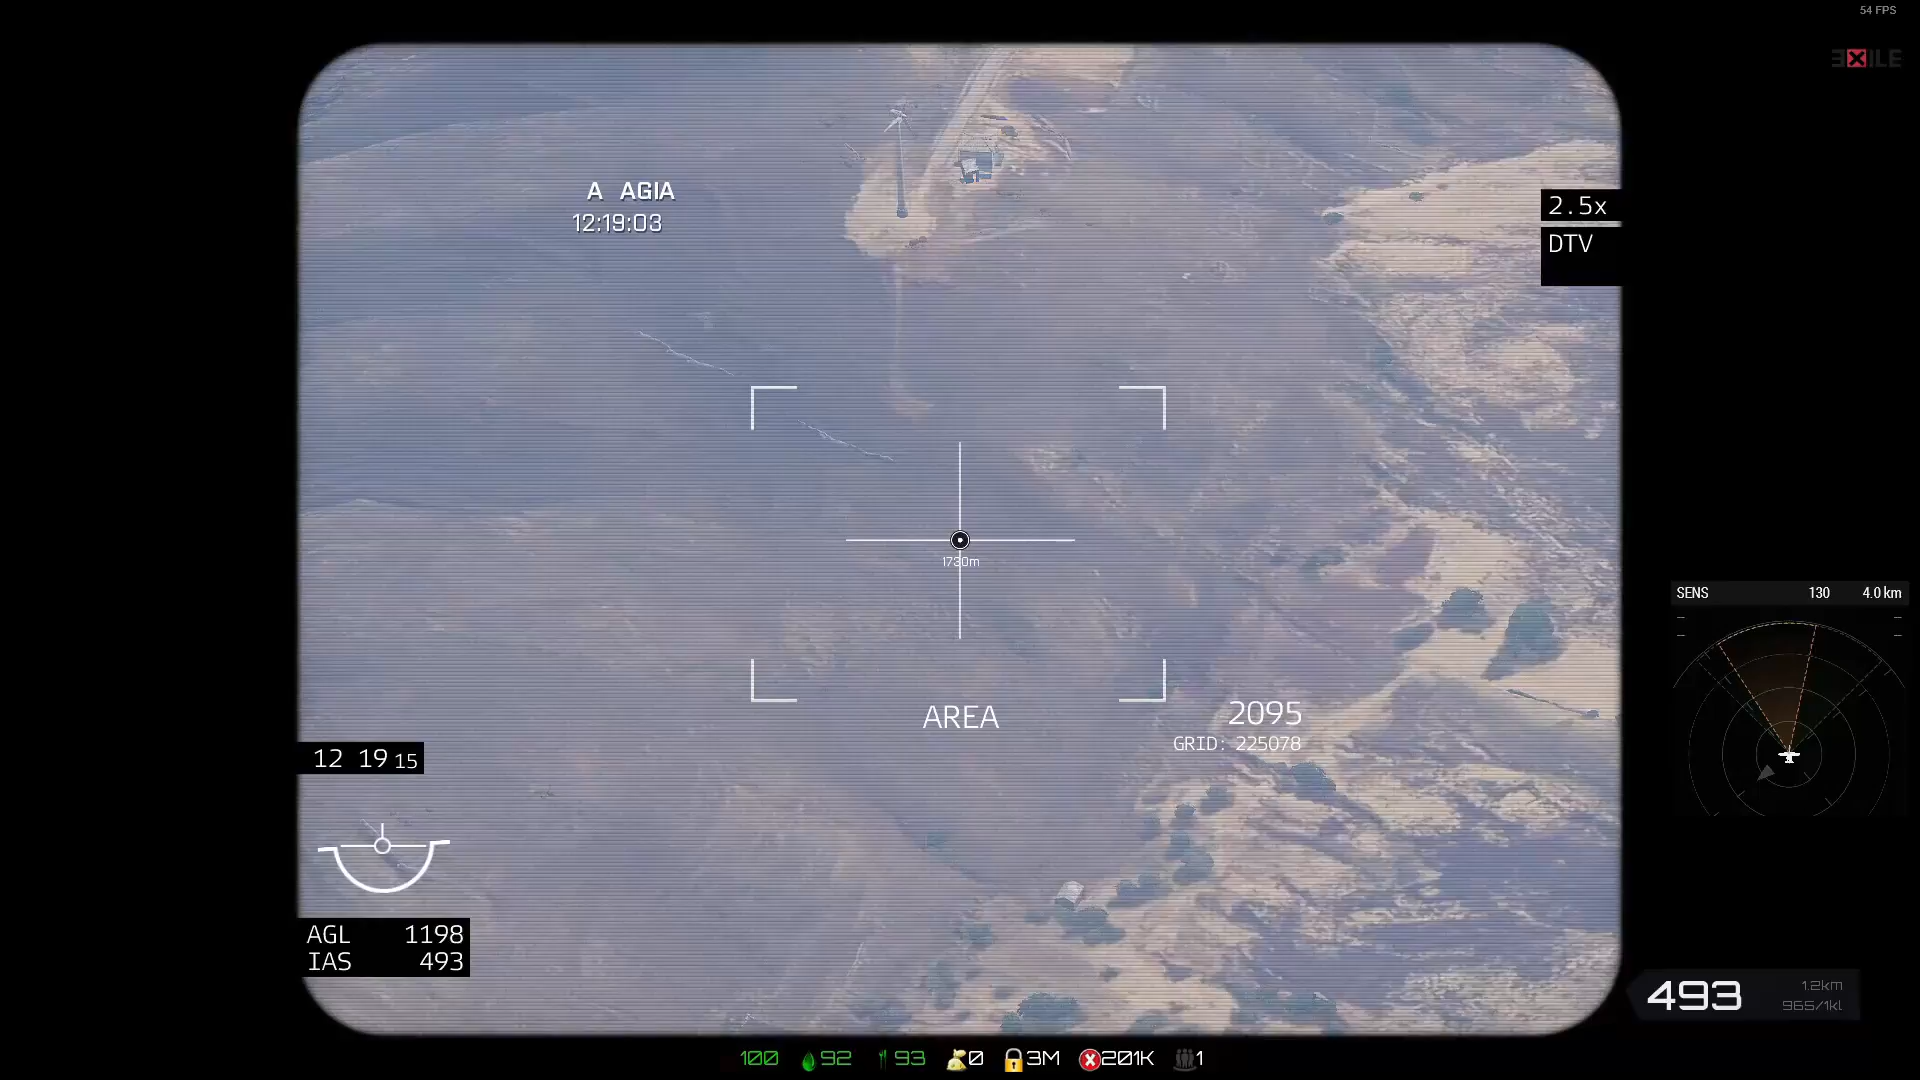 54 FPS
EXILE
A AGIA
12:19:03
2.5x
DTV
1730m
SENS 130 4.0 km
AREA
2095
GRID: 225078
12 19 15
AGL 1198
IAS 493
493
1.2km
965/1kl
100 92 93 0 3M 201K 1